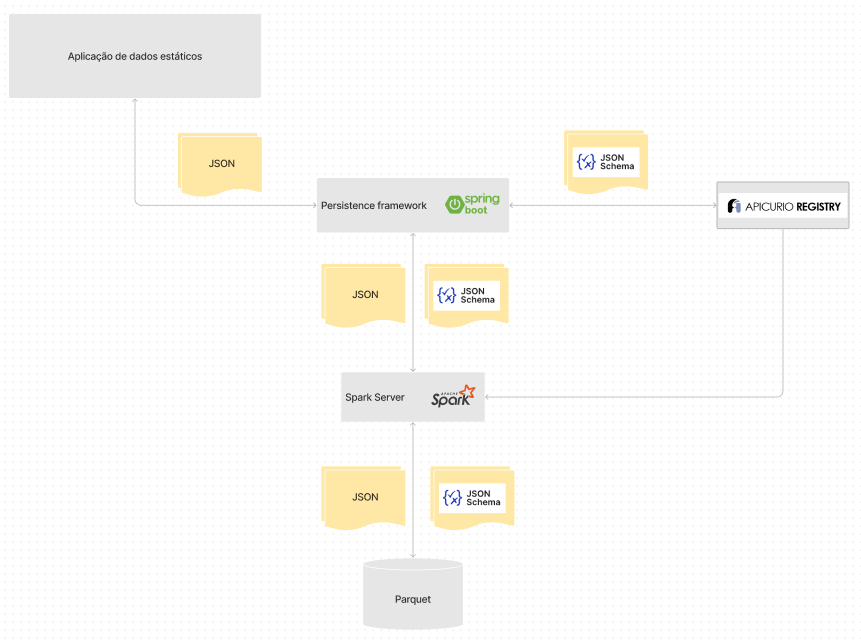 Aplicação de dados estáticos
JSON
JSON
Schema
Persistence framework
spring
boot
APICURIO REGISTRY
JSON
JSON
Schema
Spark Server
APACHE
Spark
JSON
JSON
Schema
Parquet